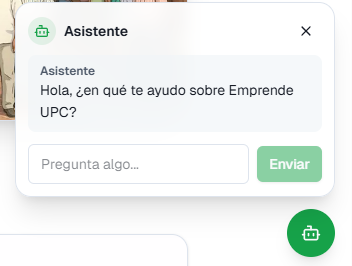 Asistente
Asistente
Hola, ¿en qué te ayudo sobre Emprende
UPC?
Pregunta algo...
Enviar